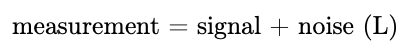 measurement = signal + noise (L)